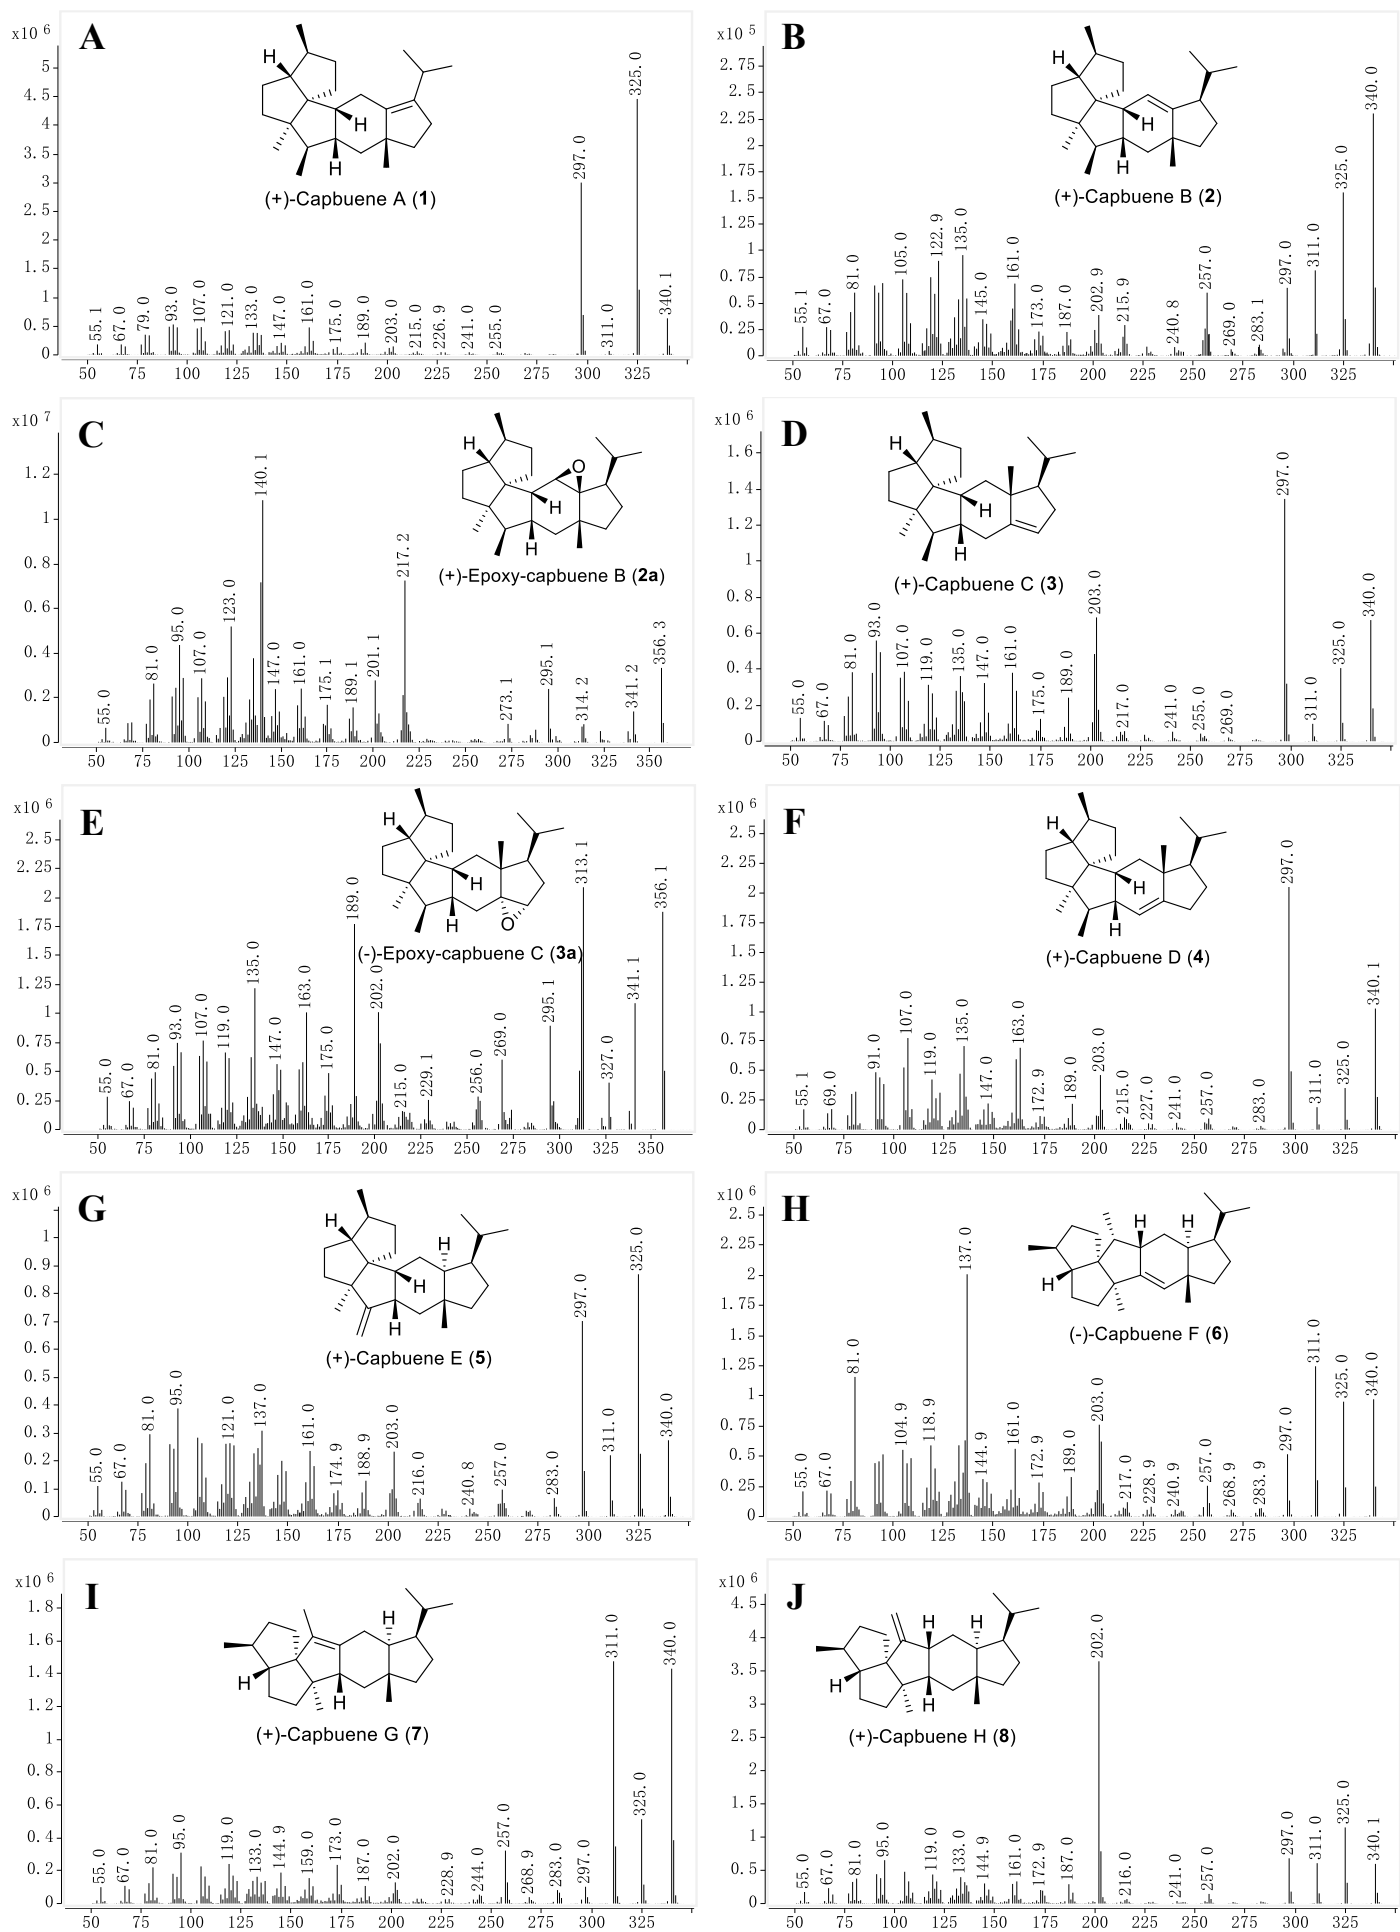 A
x10 6
5
4.5
4
3.5
3
2.5
2
1.5
1
0.5
0
50 75 100 125 150 175 200 225 250 275 300 325
55.1 67.0 79.0 93.0 107.0 121.0 133.0 147.0 161.0 175.0 189.0 203.0 215.0 226.9 241.0 255.0 297.0 311.0 325.0 340.1
H
H
H
(+)-Capbuene A (1)
B
x10 5
2.75
2.5
2.25
2
1.75
1.5
1.25
1
0.75
0.5
0.25
0
50 75 100 125 150 175 200 225 250 275 300 325
55.1 67.0 81.0 105.0 122.9 135.0 145.0 161.0 173.0 187.0 202.9 215.9 240.8 257.0 269.0 283.1 297.0 311.0 325.0 340.0
H
H
H
(+)-Capbuene B (2)
C
x10 7
1.2
1
0.8
0.6
0.4
0.2
0
50 75 100 125 150 175 200 225 250 275 300 325 350
55.0 81.0 95.0 107.0 123.0 140.1 147.0 161.0 175.1 189.1 201.1 217.2 273.1 295.1 314.2 341.2 356.3
H
O
H
H
(+)-Epoxy-capbuene B (2a)
D
x10 6
1.6
1.4
1.2
1
0.8
0.6
0.4
0.2
0
50 75 100 125 150 175 200 225 250 275 300 325
55.0 67.0 81.0 93.0 107.0 119.0 135.0 147.0 161.0 175.0 189.0 203.0 217.0 241.0 255.0 269.0 297.0 311.0 325.0 340.0
H
H
H
(+)-Capbuene C (3)
E
x10 6
2.5
2.25
2
1.75
1.5
1.25
1
0.75
0.5
0.25
0
50 75 100 125 150 175 200 225 250 275 300 325 350
55.0 67.0 81.0 93.0 107.0 119.0 135.0 147.0 163.0 175.0 189.0 202.0 215.0 229.1 256.0 269.0 295.1 313.1 327.0 341.1 356.1
H
H
H
O
(-)-Epoxy-capbuene C (3a)
F
x10 6
2.5
2.25
2
1.75
1.5
1.25
1
0.75
0.5
0.25
0
50 75 100 125 150 175 200 225 250 275 300 325
55.1 69.0 91.0 107.0 119.0 135.0 147.0 163.0 172.9 189.0 203.0 215.0 227.0 241.0 257.0 283.0 297.0 311.0 325.0 340.1
H
H
H
(+)-Capbuene D (4)
G
x10 6
1
0.9
0.8
0.7
0.6
0.5
0.4
0.3
0.2
0.1
0
50 75 100 125 150 175 200 225 250 275 300 325
55.0 67.0 81.0 95.0 121.0 137.0 161.0 174.9 188.9 203.0 216.0 240.8 257.0 283.0 297.0 311.0 325.0 340.0
H
H
H
H
(+)-Capbuene E (5)
H
x10 6
2.5
2.25
2
1.75
1.5
1.25
1
0.75
0.5
0.25
0
50 75 100 125 150 175 200 225 250 275 300 325
55.0 67.0 81.0 104.9 118.9 137.0 144.9 161.0 172.9 189.0 203.0 217.0 228.9 240.9 257.0 268.9 283.9 297.0 311.0 325.0 340.0
H
H
H
(-)-Capbuene F (6)
I
x10 6
1.8
1.6
1.4
1.2
1
0.8
0.6
0.4
0.2
0
50 75 100 125 150 175 200 225 250 275 300 325
55.0 67.0 81.0 95.0 119.0 133.0 144.9 159.0 173.0 187.0 202.0 228.9 244.0 257.0 268.9 283.0 297.0 311.0 325.0 340.0
H
H
H
(+)-Capbuene G (7)
J
x10 6
4.5
4
3.5
3
2.5
2
1.5
1
0.5
0
50 75 100 125 150 175 200 225 250 275 300 325
55.0 67.0 81.0 95.0 119.0 133.0 144.9 161.0 172.9 187.0 202.0 216.0 241.0 257.0 297.0 311.0 325.0 340.1
H
H
H
H
(+)-Capbuene H (8)